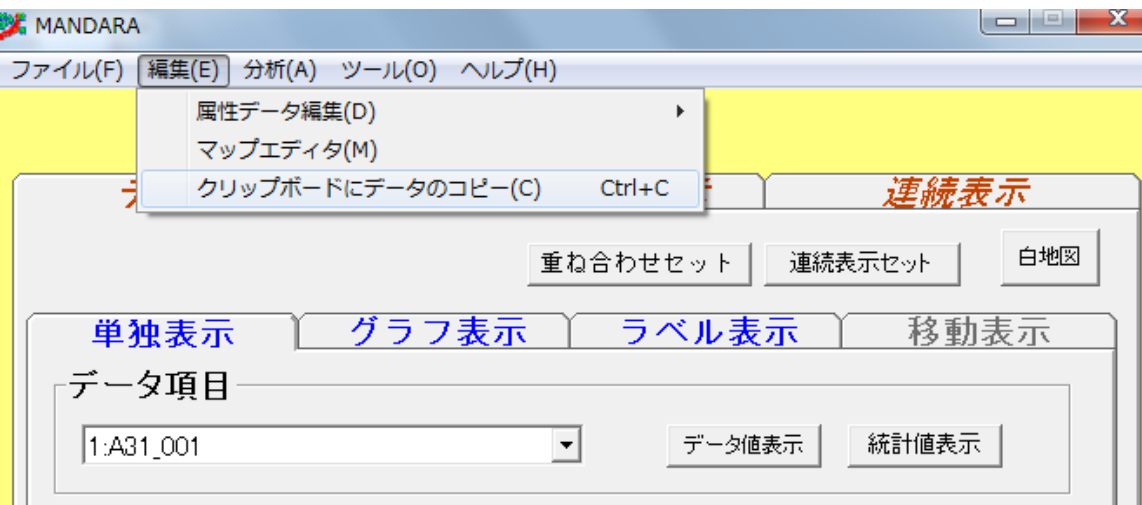 MANDARA
ファイル(F) 編集(E) 分析(A) ツール(O) ヘルプ(H)
属性データ編集(D)
マップエディタ(M)
クリップボードにデータのコピー(C) Ctrl+C
連続表示
重ね合わせセット 連続表示セット 白地図
単独表示 グラフ表示 ラベル表示 移動表示
データ項目
1:A31_001 データ値表示 統計値表示